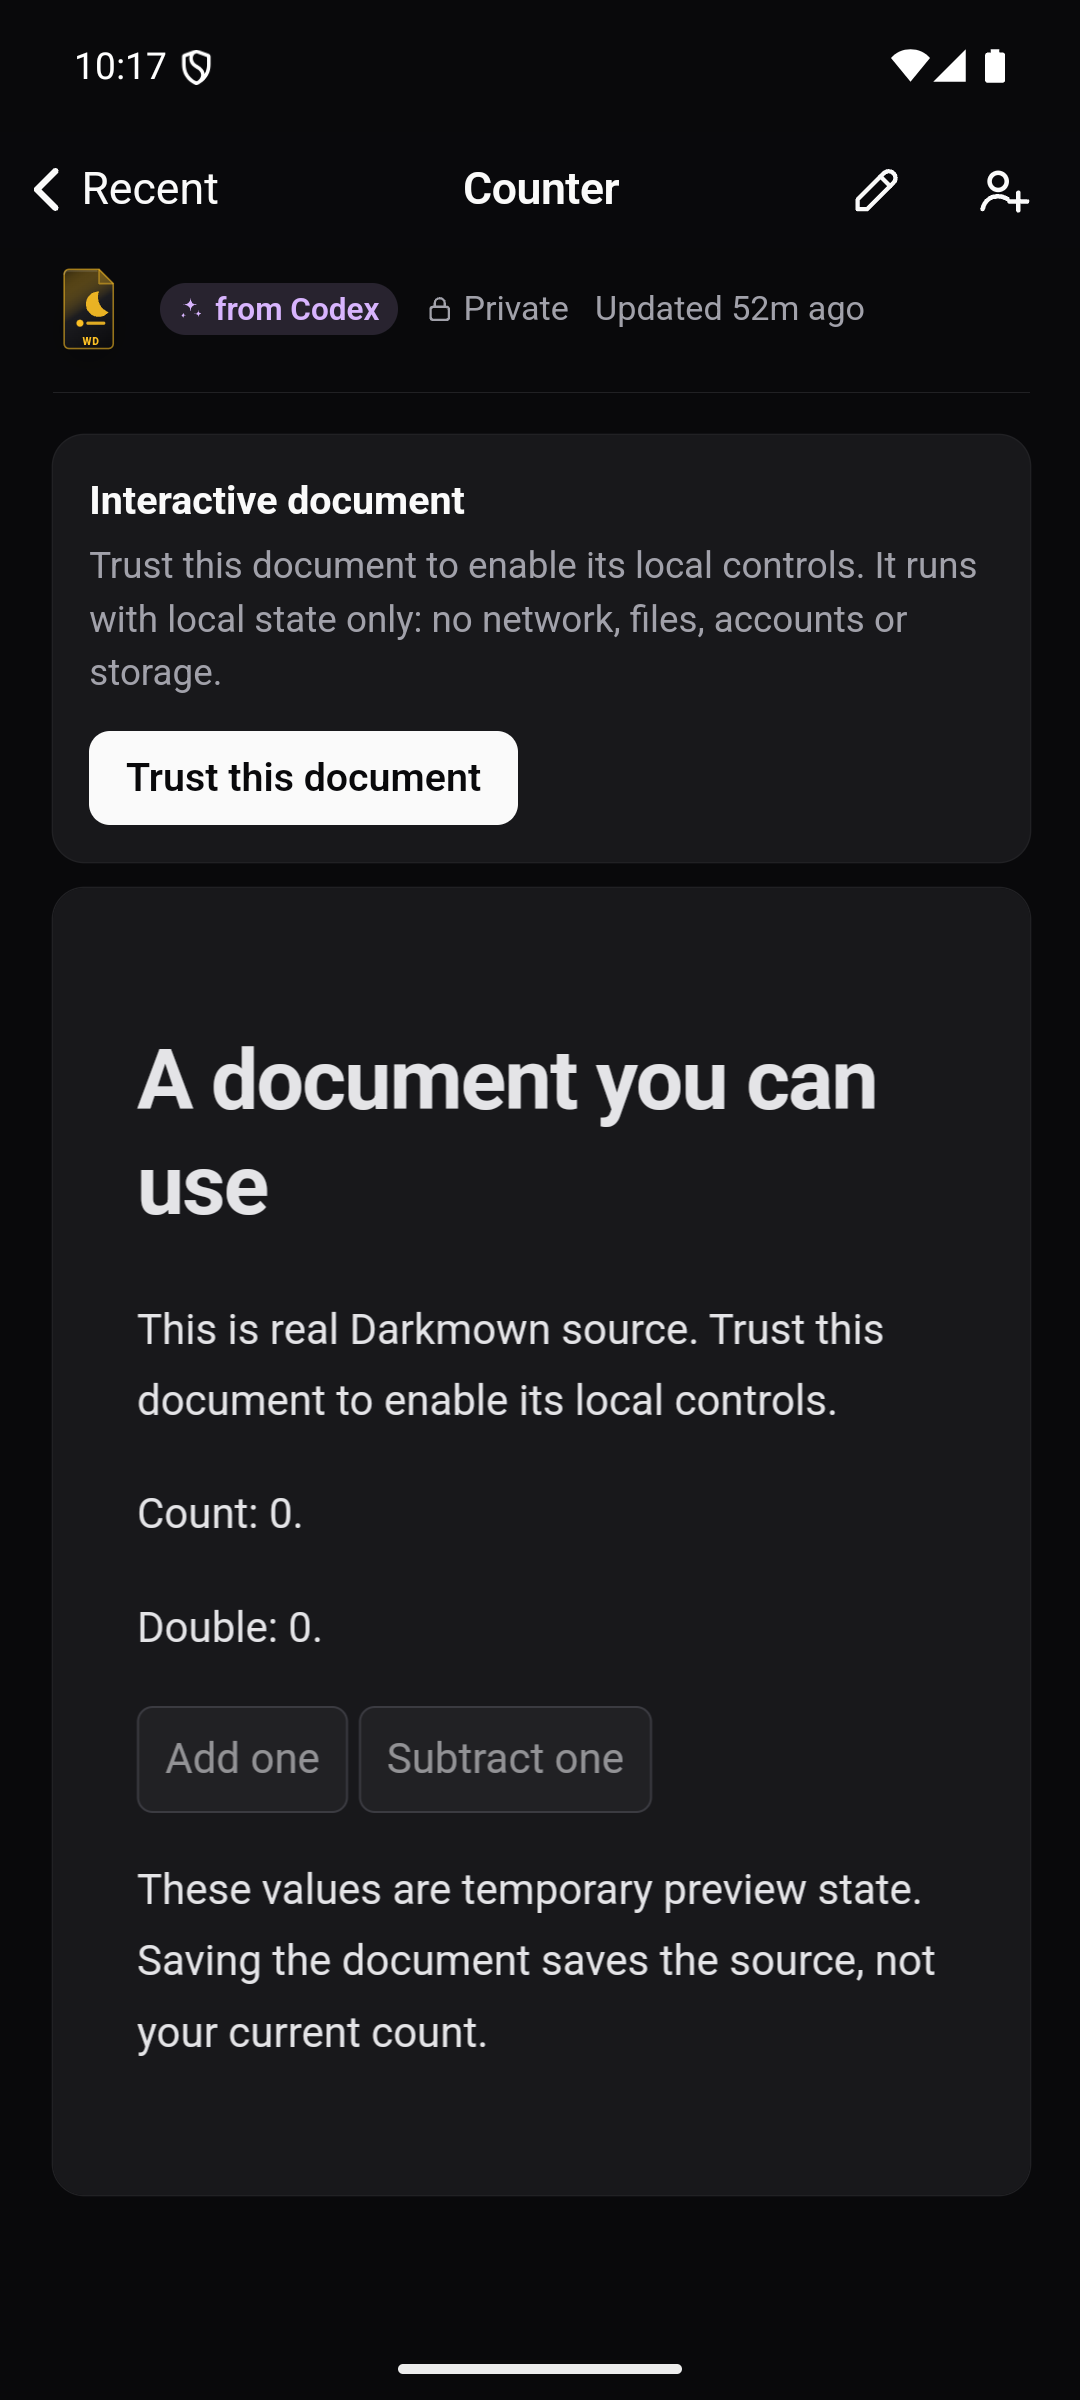 10:17
Recent
Counter
WD
from Codex
Private
Updated 52m ago
Interactive document
Trust this document to enable its local controls. It runs
with local state only: no network, files, accounts or
storage.
Trust this document
A document you can
use
This is real Darkmown source. Trust this
document to enable its local controls.
Count: 0.
Double: 0.
Add one
Subtract one
These values are temporary preview state.
Saving the document saves the source, not
your current count.